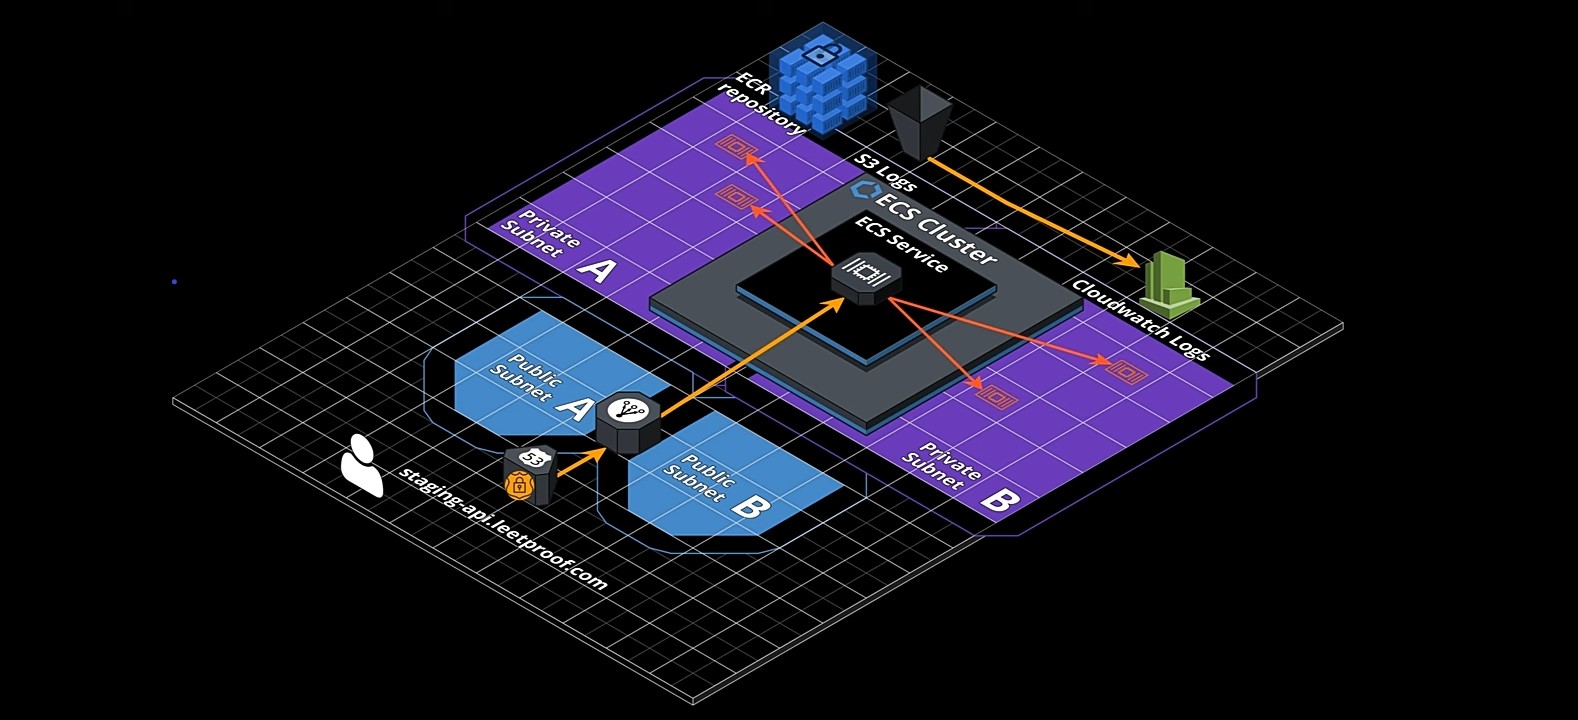 ECR
repository
S3 Logs
ECS Cluster
ECS Service
Private
Subnet
A
Cloudwatch Logs
Public
Subnet
A
53
Public
Subnet
B
Private
Subnet
B
staging-api.leetproof.com